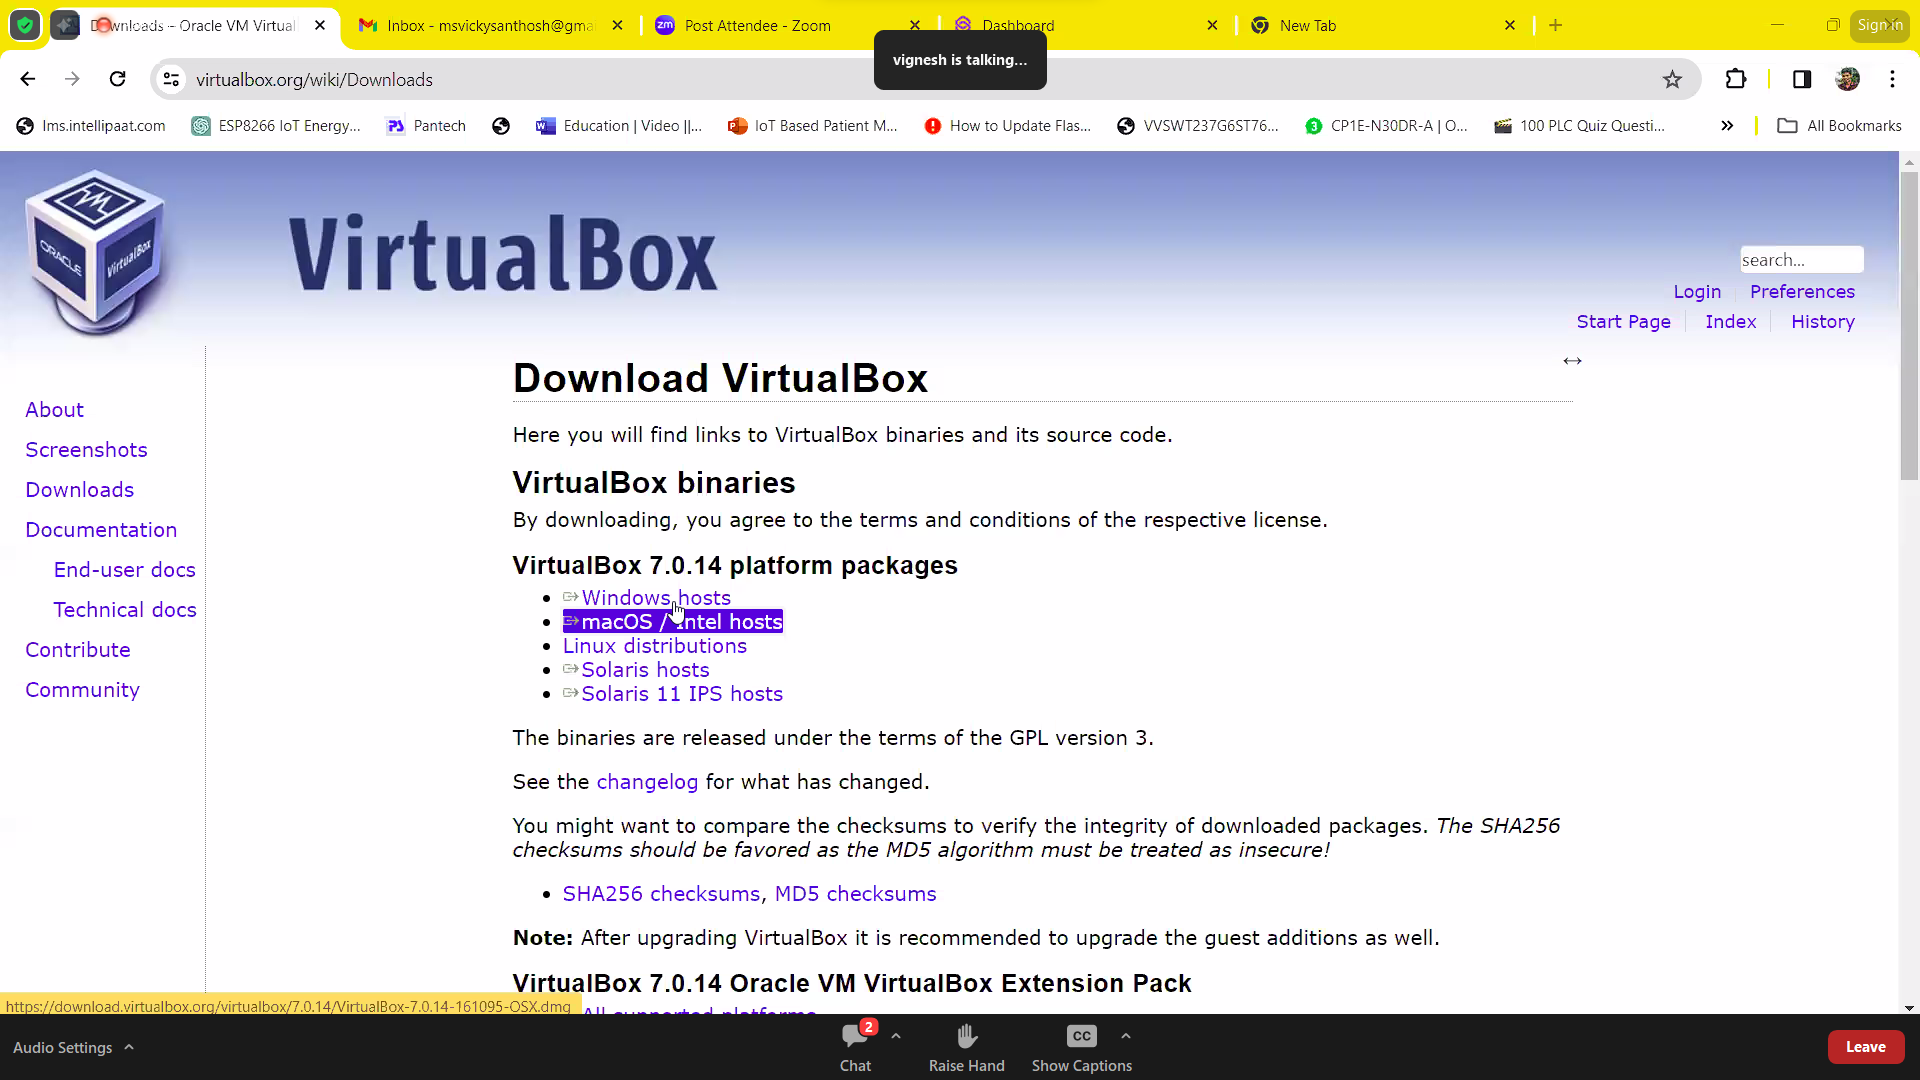 Downloads – Oracle VM Virtual
Inbox - msvickysanthosh@gma
zm
Post Attendee - Zoom
Dashboard
New Tab
Sign in
vignesh is talking...
virtualbox.org/wiki/Downloads
lms.intellipaat.com
ESP8266 IoT Energy...
Pantech
Education | Video ||...
IoT Based Patient M...
How to Update Flas...
VVSWT237G6ST76...
CP1E-N30DR-A | O...
100 PLC Quiz Questi...
All Bookmarks
ORACLE
VirtualBox
VirtualBox
search...
Login
Preferences
Start Page
Index
History
About
Screenshots
Downloads
Documentation
End-user docs
Technical docs
Contribute
Community
Download VirtualBox
Here you will find links to VirtualBox binaries and its source code.
VirtualBox binaries
By downloading, you agree to the terms and conditions of the respective license.
VirtualBox 7.0.14 platform packages
Windows hosts
macOS / Intel hosts
Linux distributions
Solaris hosts
Solaris 11 IPS hosts
The binaries are released under the terms of the GPL version 3.
See the changelog for what has changed.
You might want to compare the checksums to verify the integrity of downloaded packages. The SHA256
checksums should be favored as the MD5 algorithm must be treated as insecure!
SHA256 checksums, MD5 checksums
Note: After upgrading VirtualBox it is recommended to upgrade the guest additions as well.
VirtualBox 7.0.14 Oracle VM VirtualBox Extension Pack
All supported platforms
https://download.virtualbox.org/virtualbox/7.0.14/VirtualBox-7.0.14-161095-OSX.dmg
Audio Settings
2
Chat
Raise Hand
CC
Show Captions
Leave